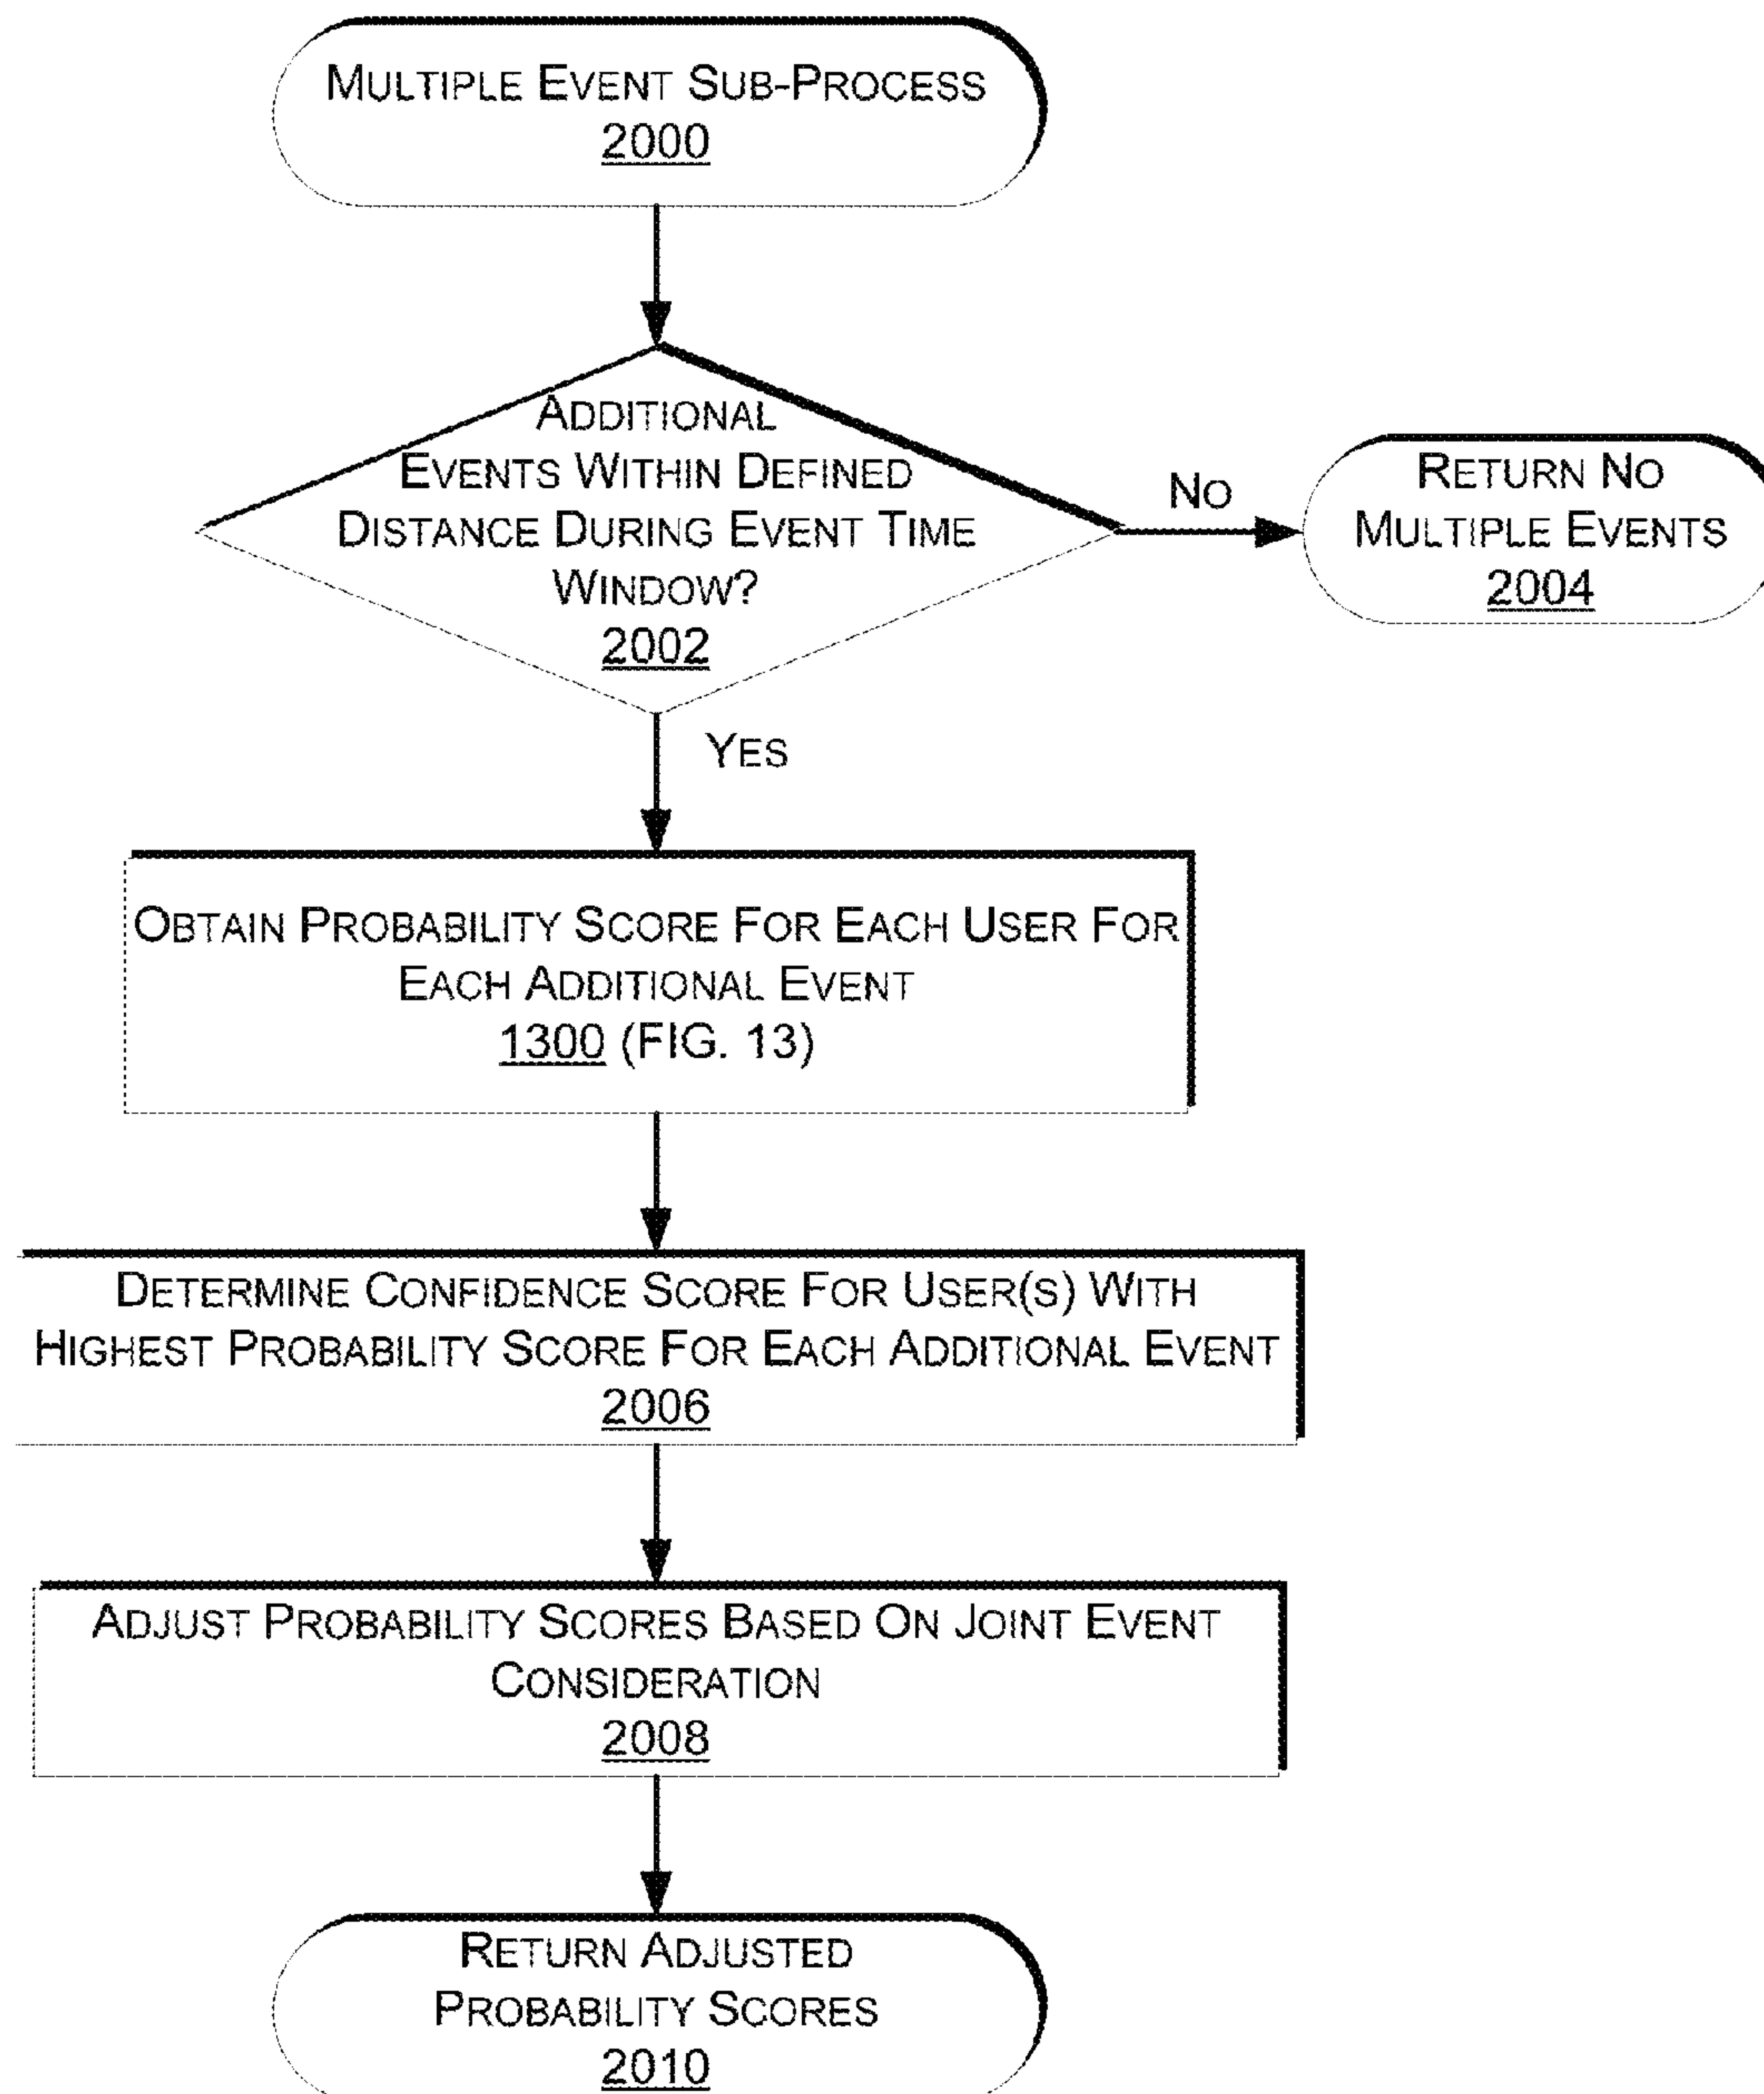 MULTIPLE EVENT SUB-PROCESS
2000
ADDITIONAL
EVENTS WITHIN DEFINED
DISTANCE DURING EVENT TIME
WINDOW?
2002
NO
RETURN NO
MULTIPLE EVENTS
2004
YES
OBTAIN PROBABILITY SCORE FOR EACH USER FOR
EACH ADDITIONAL EVENT
1300 (FIG. 13)
DETERMINE CONFIDENCE SCORE FOR USER(S) WITH
HIGHEST PROBABILITY SCORE FOR EACH ADDITIONAL EVENT
2006
ADJUST PROBABILITY SCORES BASED ON JOINT EVENT
CONSIDERATION
2008
RETURN ADJUSTED
PROBABILITY SCORES
2010